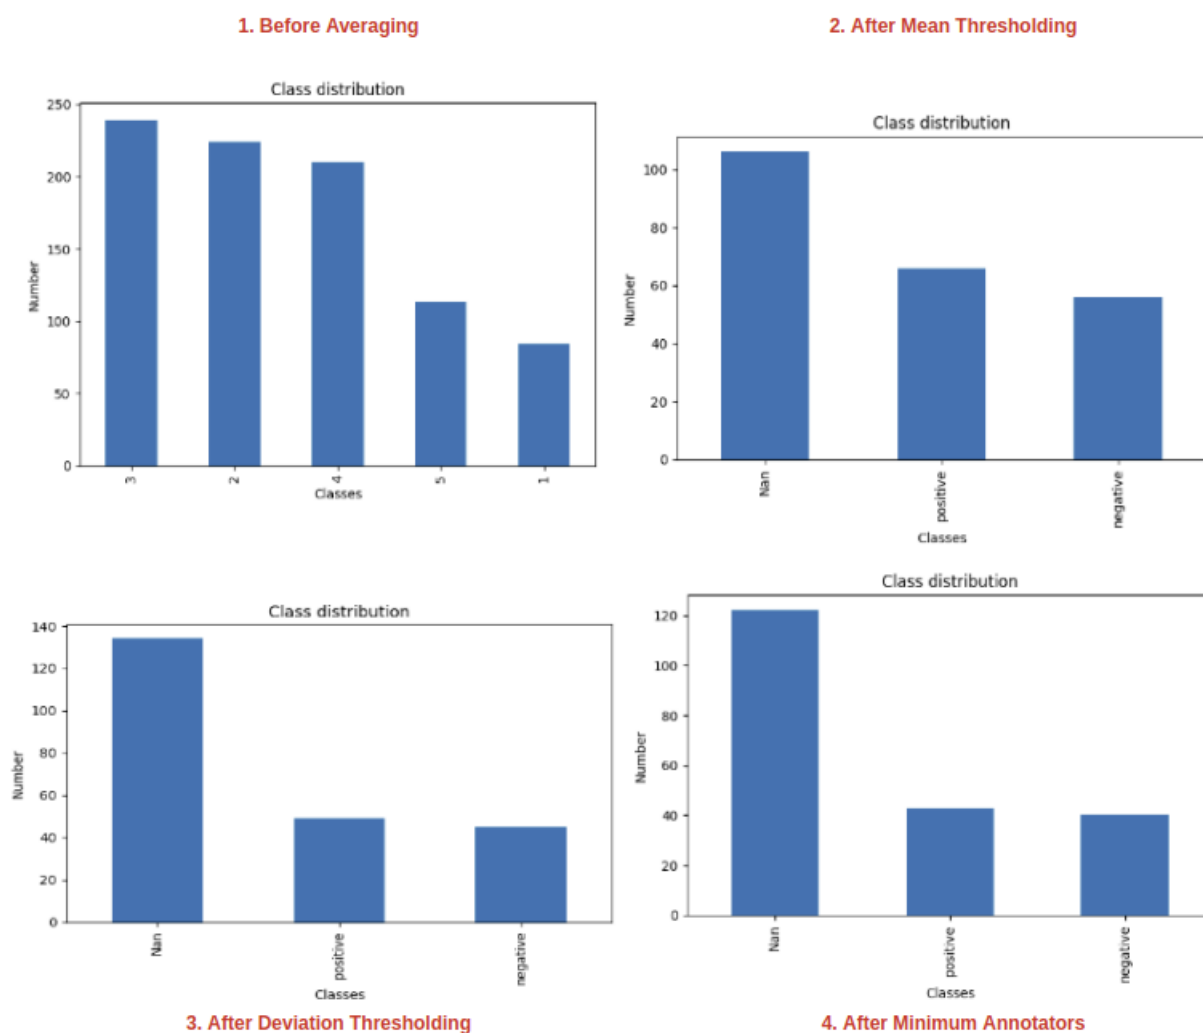 1. Before Averaging
Class distribution
250
200
150
100
50
0
Number
3
2
4
5
1
Classes
2. After Mean Thresholding
Class distribution
100
80
60
40
20
0
Number
Nan
positive
negative
Classes
Class distribution
140
120
100
80
60
40
20
0
Number
Nan
positive
negative
Classes
3. After Deviation Thresholding
Class distribution
120
100
80
60
40
20
0
Number
Nan
positive
negative
Classes
4. After Minimum Annotators